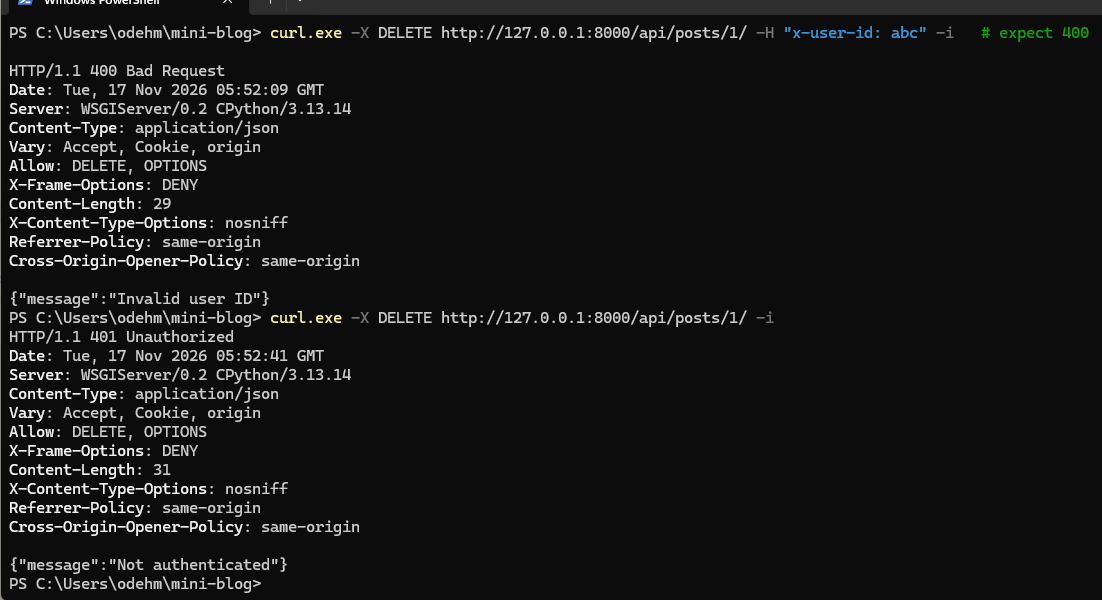 Windows PowerShell
PS C:\Users\odehm\mini-blog> curl.exe -X DELETE http://127.0.0.1:8000/api/posts/1/ -H "x-user-id: abc" -i   # expect 400
HTTP/1.1 400 Bad Request
Date: Tue, 17 Nov 2026 05:52:09 GMT
Server: WSGIServer/0.2 CPython/3.13.14
Content-Type: application/json
Vary: Accept, Cookie, origin
Allow: DELETE, OPTIONS
X-Frame-Options: DENY
Content-Length: 29
X-Content-Type-Options: nosniff
Referrer-Policy: same-origin
Cross-Origin-Opener-Policy: same-origin
{"message":"Invalid user ID"}
PS C:\Users\odehm\mini-blog> curl.exe -X DELETE http://127.0.0.1:8000/api/posts/1/ -i
HTTP/1.1 401 Unauthorized
Date: Tue, 17 Nov 2026 05:52:41 GMT
Server: WSGIServer/0.2 CPython/3.13.14
Content-Type: application/json
Vary: Accept, Cookie, origin
Allow: DELETE, OPTIONS
X-Frame-Options: DENY
Content-Length: 31
X-Content-Type-Options: nosniff
Referrer-Policy: same-origin
Cross-Origin-Opener-Policy: same-origin
{"message":"Not authenticated"}
PS C:\Users\odehm\mini-blog>